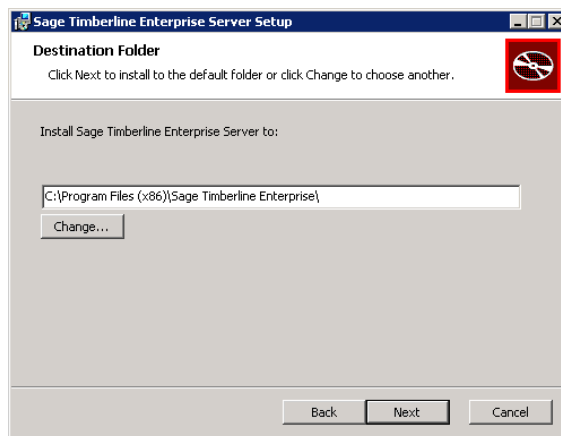 Sage Timberline Enterprise Server Setup
Destination Folder
Click Next to install to the default folder or click Change to choose another.
Install Sage Timberline Enterprise Server to:
C:\Program Files (x86)\Sage Timberline Enterprise\
Change...
Back Next Cancel